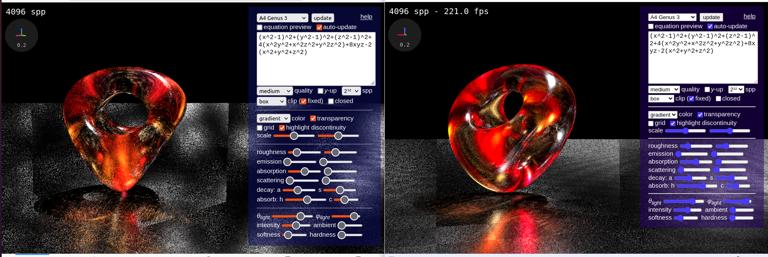 4096 spp
0.2
A4 Genus 3
update
help
equation preview
auto-update
(x^2-1)^2+(y^2-1)^2+(z^2-1)^2+
4(x^2y^2+x^2z^2+y^2z^2)+8xyz-2
(x^2+y^2+z^2)
medium quality y-up 2¹² spp
box clip (fixed) closed
gradient color transparency
grid highlight discontinuity
scale
roughness
emission
absorption
scattering
decay: a s
absorb: h c
θlight φlight
intensity ambient
softness hardness
4096 spp - 221.0 fps
0.2
A4 Genus 3
update
help
equation preview
auto-update
(x^2-1)^2+(y^2-1)^2+(z^2-1)^
2+4(x^2y^2+x^2z^2+y^2z^2)+8x
yz-2(x^2+y^2+z^2)
medium quality y-up 2¹² spp
box clip (fixed) closed
gradient color transparency
grid highlight discontinuity
scale
roughness
emission
absorption
scattering
decay: a s
absorb: h c
θlight φlight
intensity ambient
softness hardness